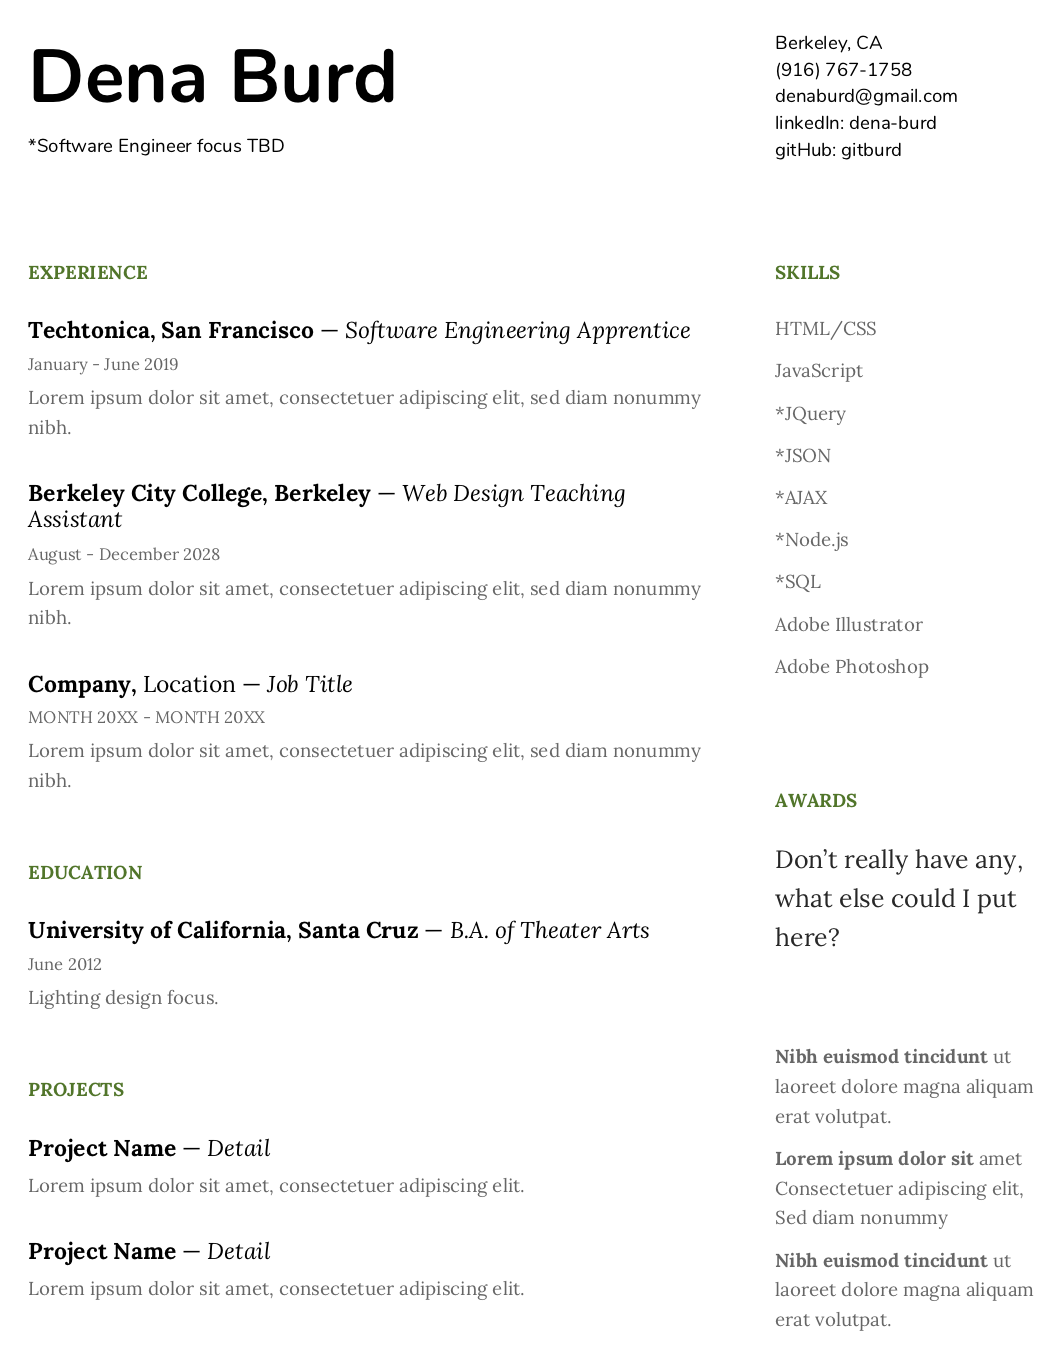 Dena Burd
*Software Engineer focus TBD
Berkeley, CA
(916) 767-1758
denaburd@gmail.com
linkedIn: dena-burd
gitHub: gitburd
EXPERIENCE
Techtonica, San Francisco — Software Engineering Apprentice
January - June 2019
Lorem ipsum dolor sit amet, consectetuer adipiscing elit, sed diam nonummy
nibh.
Berkeley City College, Berkeley — Web Design Teaching
Assistant
August - December 2028
Lorem ipsum dolor sit amet, consectetuer adipiscing elit, sed diam nonummy
nibh.
Company, Location — Job Title
MONTH 20XX - MONTH 20XX
Lorem ipsum dolor sit amet, consectetuer adipiscing elit, sed diam nonummy
nibh.
EDUCATION
University of California, Santa Cruz — B.A. of Theater Arts
June 2012
Lighting design focus.
PROJECTS
Project Name — Detail
Lorem ipsum dolor sit amet, consectetuer adipiscing elit.
Project Name — Detail
Lorem ipsum dolor sit amet, consectetuer adipiscing elit.
SKILLS
HTML/CSS
JavaScript
*JQuery
*JSON
*AJAX
*Node.js
*SQL
Adobe Illustrator
Adobe Photoshop
AWARDS
Don’t really have any,
what else could I put
here?
Nibh euismod tincidunt ut
laoreet dolore magna aliquam
erat volutpat.
Lorem ipsum dolor sit amet
Consectetuer adipiscing elit,
Sed diam nonummy
Nibh euismod tincidunt ut
laoreet dolore magna aliquam
erat volutpat.